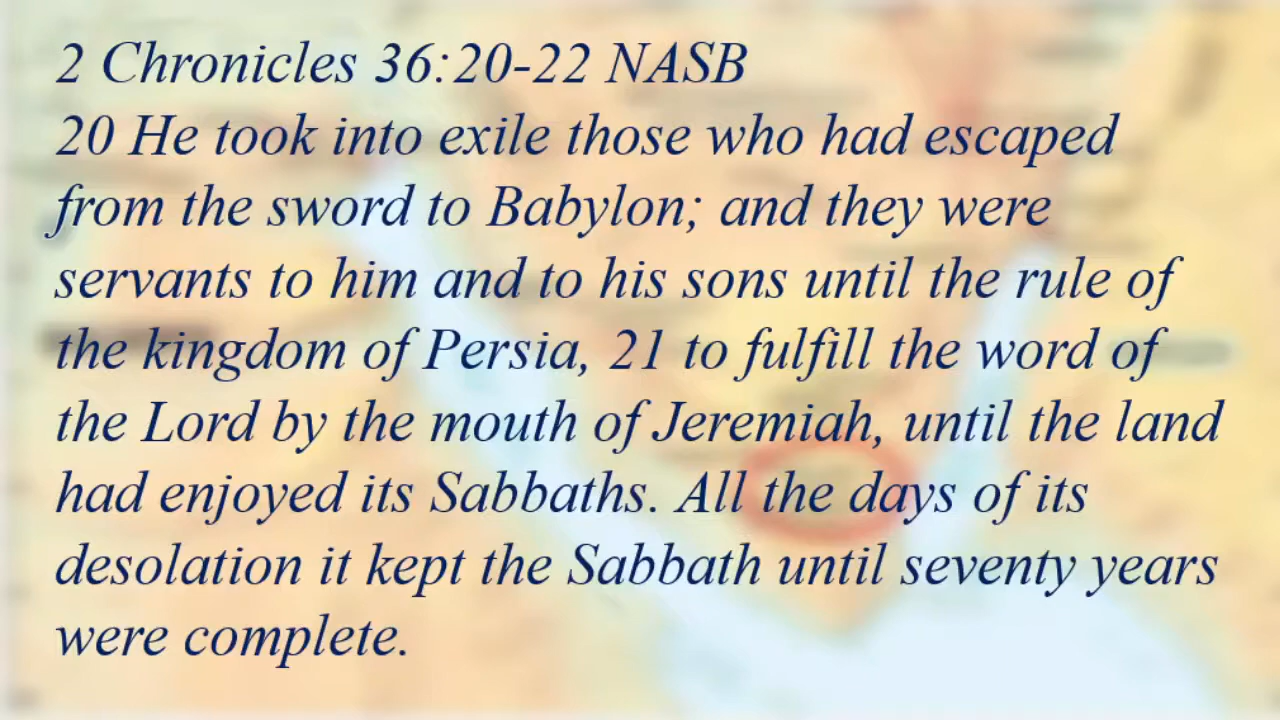 2 Chronicles 36:20-22 NASB
20 He took into exile those who had escaped
from the sword to Babylon; and they were
servants to him and to his sons until the rule of
the kingdom of Persia, 21 to fulfill the word of
the Lord by the mouth of Jeremiah, until the land
had enjoyed its Sabbaths. All the days of its
desolation it kept the Sabbath until seventy years
were complete.